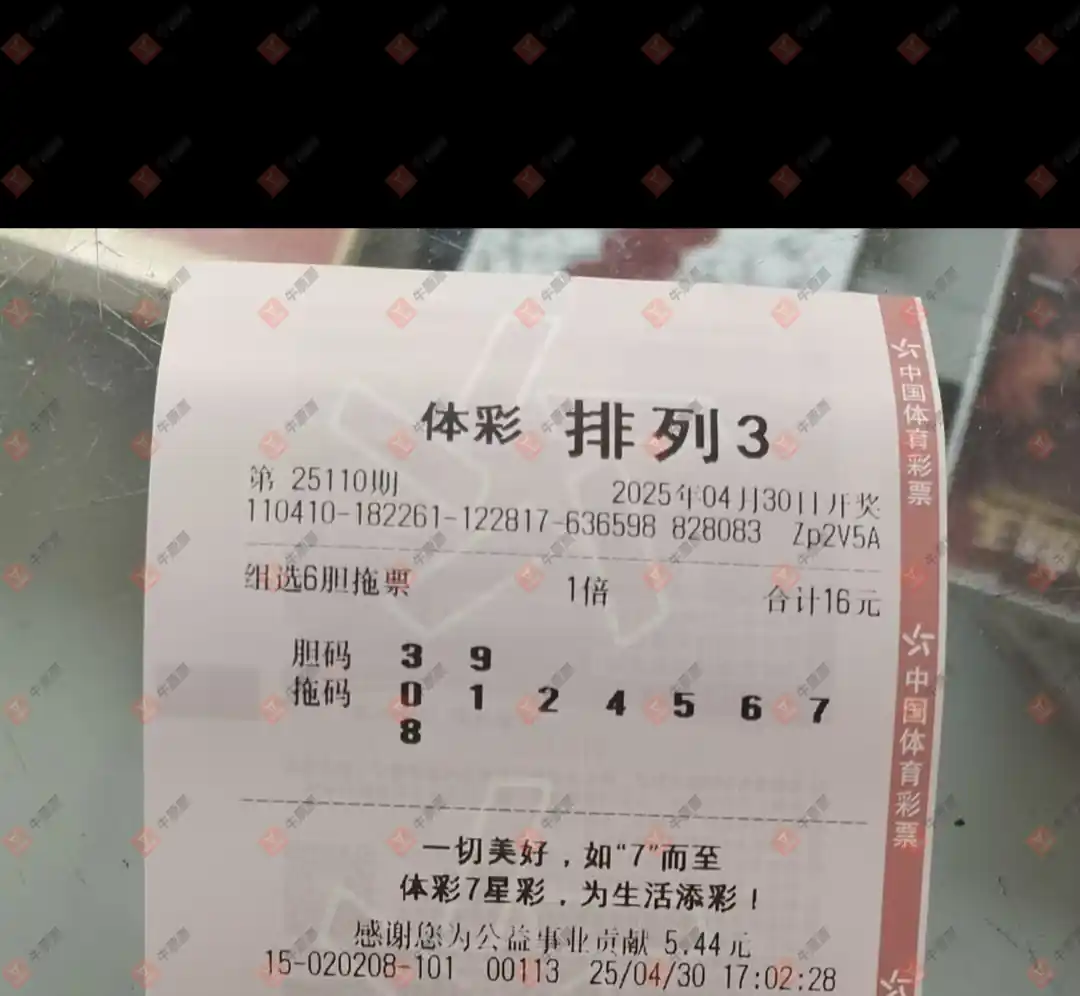 体彩 排列3
第 25110期 2025年04月30日开奖
110410-182261-122817-636598 828083 Zp2V5A
组选6胆拖票 1倍 合计16元
胆码 3 9
拖码 0 1 2 4 5 6 7
8
一切美好，如“7”而至
体彩7星彩，为生活添彩！
感谢您为公益事业贡献 5.44元
15-020208-101 00113 25/04/30 17:02:28
中国体育彩票
中国体育彩票